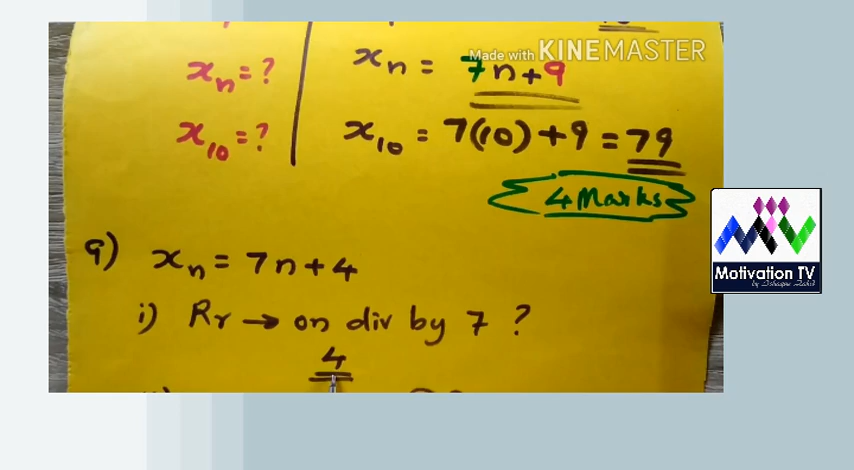 Made with KINEMASTER
xₙ = ?
xₙ = 7n+9
x₁₀ = ?
x₁₀ = 7(10) + 9 = 79
4 Marks
9) xₙ = 7n+4
i) Rr → on div by 7 ?
4
Motivation TV